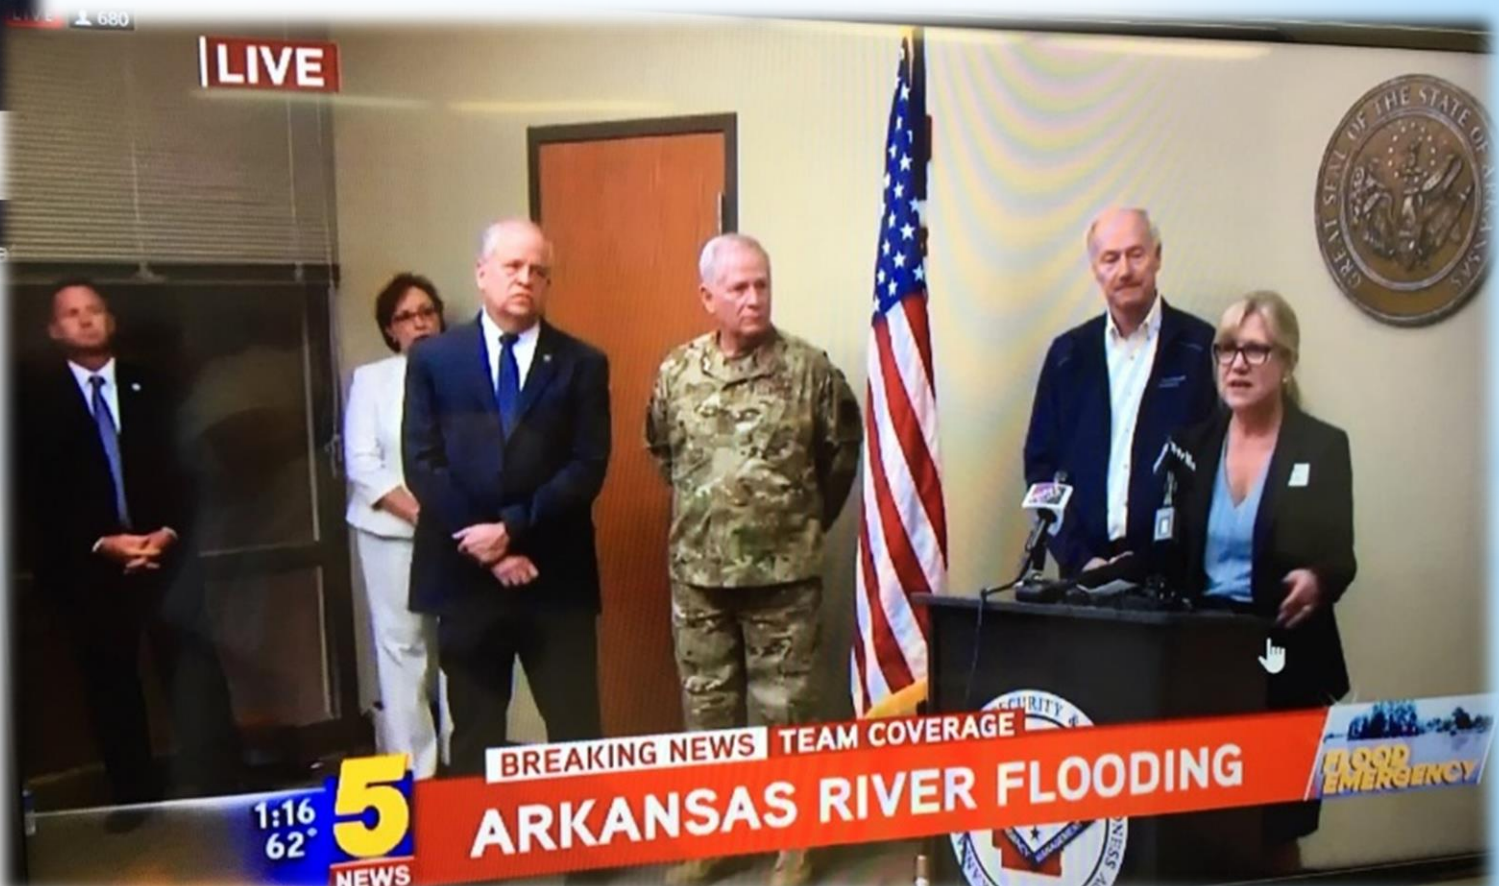 LIVE
680
LIVE
GREAT SEAL OF THE STATE OF ARKANSAS
BREAKING NEWS TEAM COVERAGE
ARKANSAS RIVER FLOODING
FLOOD
EMERGENCY
1:16
62°
5
NEWS